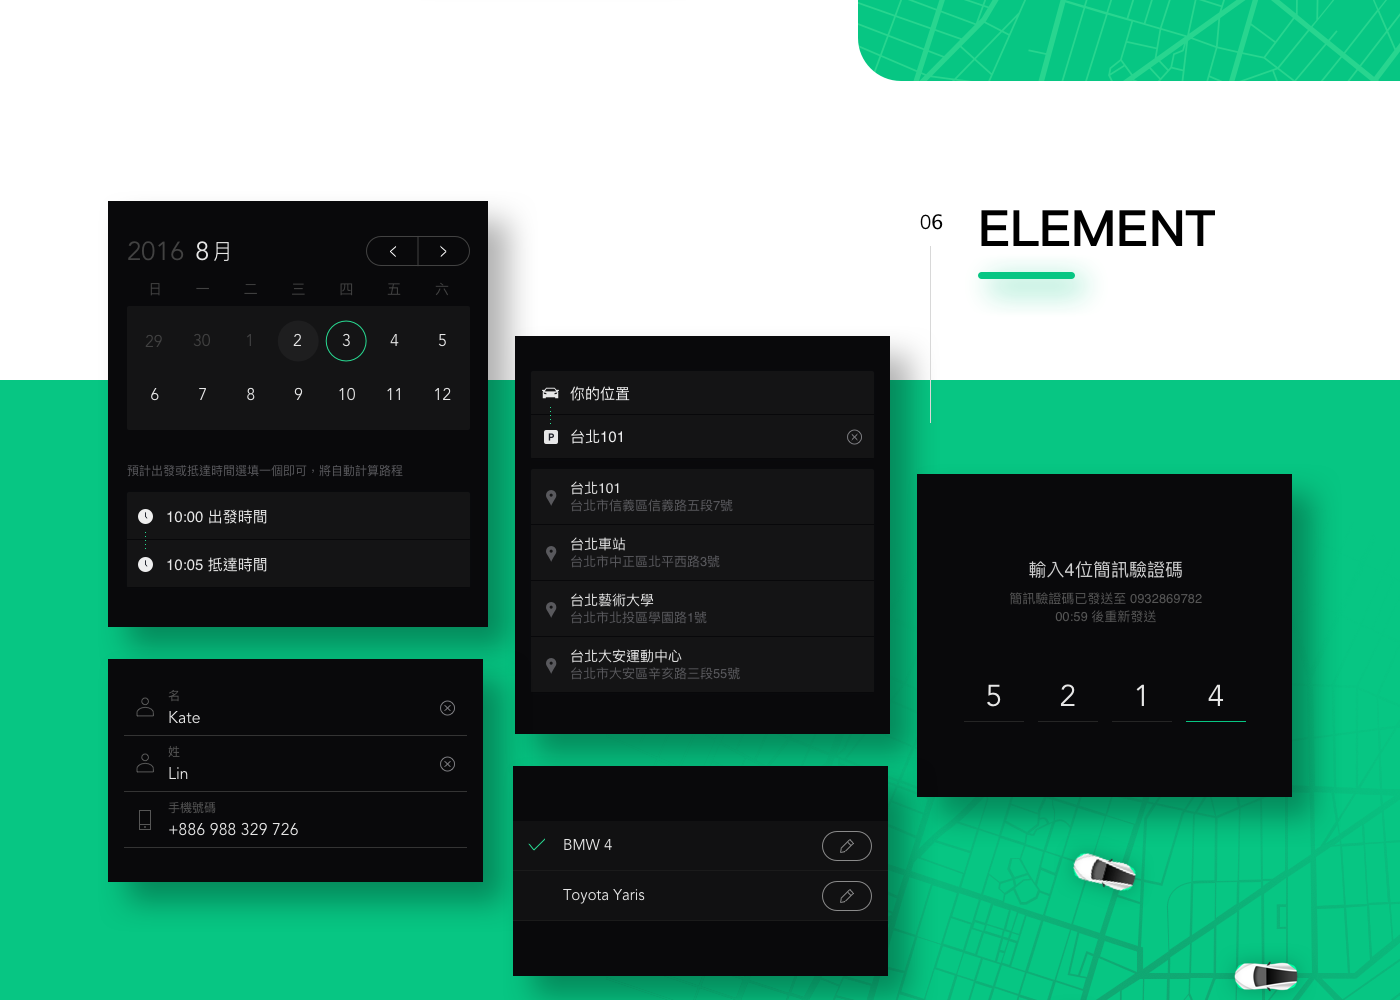 06
ELEMENT
2016 8月
日 一 二 三 四 五 六
29 30 1 2 3 4 5
6 7 8 9 10 11 12
預計出發或抵達時間選填一個即可，將自動計算路程
10:00 出發時間
10:05 抵達時間
名
Kate
姓
Lin
手機號碼
+886 988 329 726
你的位置
P 台北101
台北101
台北市信義區信義路五段7號
台北車站
台北市中正區北平西路3號
台北藝術大學
台北市北投區學園路1號
台北大安運動中心
台北市大安區辛亥路三段55號
BMW 4
Toyota Yaris
輸入4位簡訊驗證碼
簡訊驗證碼已發送至 0932869782
00:59 後重新發送
5 2 1 4